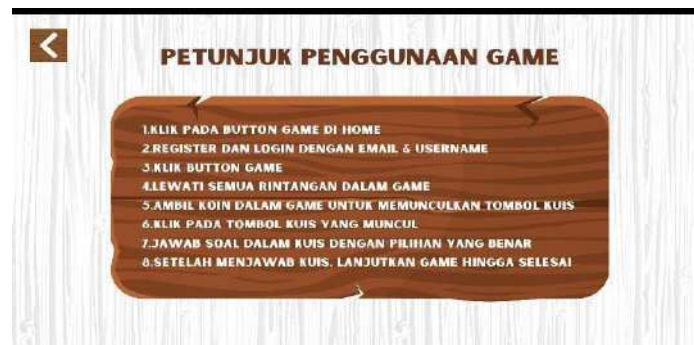 PETUNJUK PENGGUNAAN GAME
1.KLIK PADA BUTTON GAME DI HOME
2.REGISTER DAN LOGIN DENGAN EMAIL & USERNAME
3.KLIK BUTTON GAME
4.LEWATI SEMUA RINTANGAN DALAM GAME
5.AMBIL KOIN DALAM GAME UNTUK MEMUNCULKAN TOMBOL KUIS
6.KLIK PADA TOMBOL KUIS YANG MUNCUL
7.JAWAB SOAL DALAM KUIS DENGAN PILIHAN YANG BENAR
8.SETELAH MENJAWAB KUIS, LANJUTKAN GAME HINGGA SELESAI